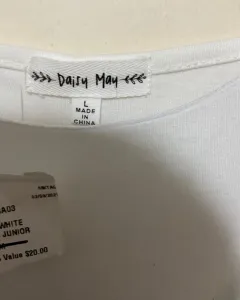 Daisy May
L
MADE
IN
CHINA
WHITE
JUNIOR
Value $20.00